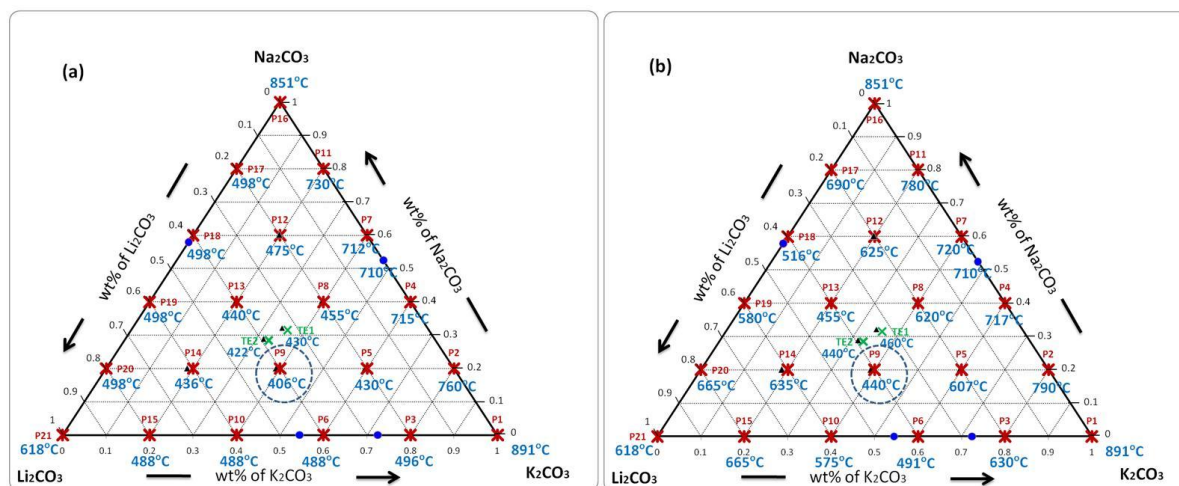 (a)
Na₂CO₃
851°C
0
1
P16
0.1
0.9
0.2
P17
498°C
P11
0.8
730°C
0.3
0.7
0.4
P18
498°C
P12
475°C
P7
0.6
712°C
710°C
0.5
0.5
wt% of Li₂CO₃
wt% of Na₂CO₃
0.6
P19
498°C
P13
440°C
P8
455°C
P4
0.4
715°C
0.7
TE1
430°C
TE2
422°C
0.3
0.8
P20
498°C
P14
436°C
P9
406°C
P5
430°C
P2
0.2
760°C
0.9
0.1
1
P21
P15
P10
P6
P3
P1
0
618°C
0
0.1
0.2
0.3
0.4
0.5
0.6
0.7
0.8
0.9
1
891°C
488°C
488°C
488°C
496°C
Li₂CO₃
wt% of K₂CO₃
K₂CO₃
(b)
Na₂CO₃
851°C
0
1
P16
0.1
0.9
0.2
P17
690°C
P11
0.8
780°C
0.3
0.7
0.4
P18
516°C
P12
625°C
P7
0.6
720°C
710°C
0.5
0.5
wt% of Li₂CO₃
wt% of Na₂CO₃
0.6
P19
580°C
P13
455°C
P8
620°C
P4
0.4
717°C
0.7
TE1
460°C
TE2
440°C
0.3
0.8
P20
665°C
P14
635°C
P9
440°C
P5
607°C
P2
0.2
790°C
0.9
0.1
1
P21
P15
P10
P6
P3
P1
0
618°C
0
0.1
0.2
0.3
0.4
0.5
0.6
0.7
0.8
0.9
1
891°C
665°C
575°C
491°C
630°C
Li₂CO₃
wt% of K₂CO₃
K₂CO₃